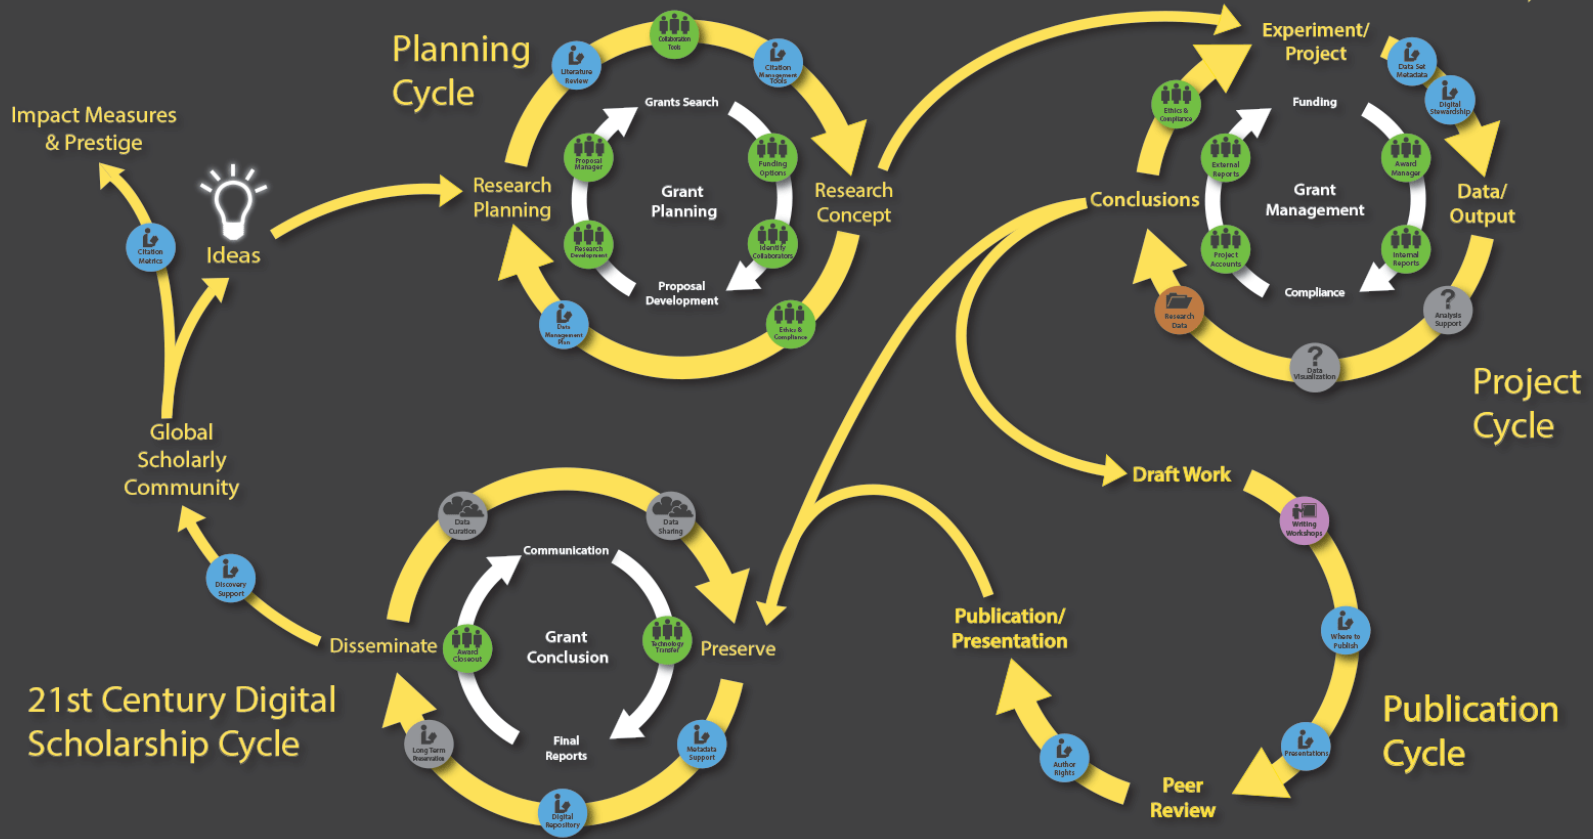 Planning
Cycle
Literature
Review
Collaboration
Tools
Citation
Management
Tools
Research
Concept
Ethics &
Compliance
Data
Management
Plan
Research
Planning
Grants Search
Funding
Options
Identify
Collaborators
Proposal
Development
Research
Development
Proposal
Manager
Grant
Planning
Impact Measures
& Prestige
Citation
Metrics
Ideas
Global
Scholarly
Community
Discovery
Support
Experiment/
Project
Data Set
Metadata
Digital
Stewardship
Data/
Output
Analysis
Support
Data
Visualization
Research
Data
Conclusions
Ethics &
Compliance
Funding
Award
Manager
Internal
Reports
Compliance
Project
Accounts
External
Reports
Grant
Management
Project
Cycle
Draft Work
Writing
Workshops
Where to
Publish
Presentations
Peer
Review
Author
Rights
Publication/
Presentation
Publication
Cycle
Data
Curation
Data
Sharing
Preserve
Metadata
Support
Digital
Repository
Long Term
Preservation
Disseminate
Communication
Technology
Transfer
Final
Reports
Award
Closeout
Grant
Conclusion
21st Century Digital
Scholarship Cycle